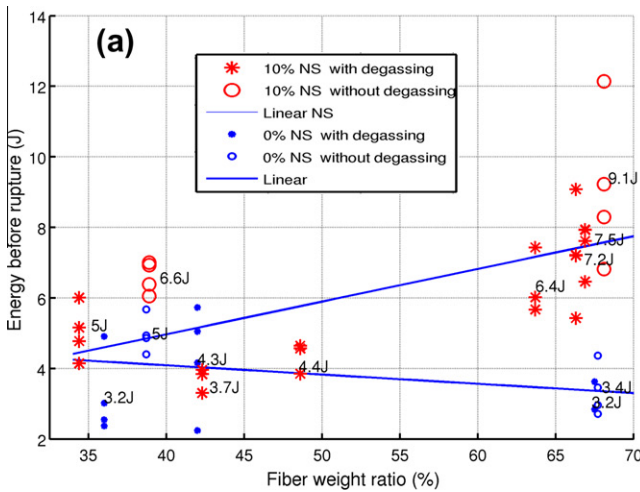 (a)
10% NS with degassing
10% NS without degassing
Linear NS
0% NS with degassing
0% NS without degassing
Linear
Energy before rupture (J)
14
12
10
8
6
4
2
9.1J
7.5J
7.2J
6.6J
6.4J
5J
5J
4.3J
4.4J
3.7J
3.2J
3.4J
3.2J
35
40
45
50
55
60
65
70
Fiber weight ratio (%)